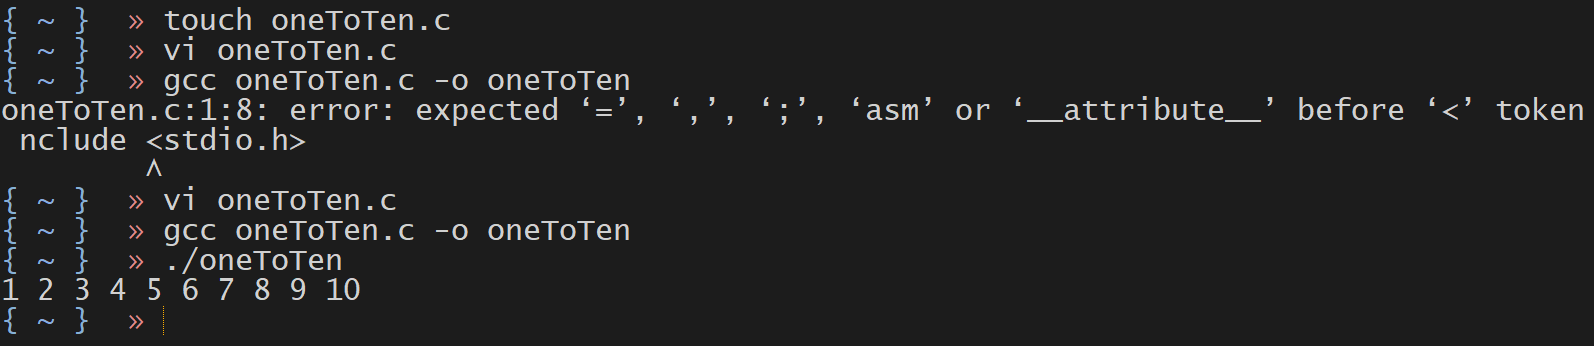 { ~ }  » touch oneToTen.c
{ ~ }  » vi oneToTen.c
{ ~ }  » gcc oneToTen.c -o oneToTen
oneToTen.c:1:8: error: expected ‘=’, ‘,’, ‘;’, ‘asm’ or ‘__attribute__’ before ‘<’ token
 nclude <stdio.h>
        ^
{ ~ }  » vi oneToTen.c
{ ~ }  » gcc oneToTen.c -o oneToTen
{ ~ }  » ./oneToTen
1 2 3 4 5 6 7 8 9 10
{ ~ }  »